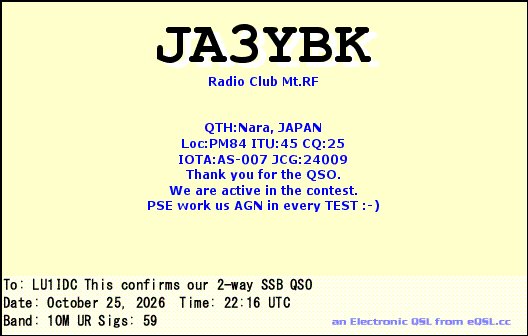 JA3YBK
Radio Club Mt.RF
QTH:Nara, JAPAN
Loc:PM84 ITU:45 CQ:25
IOTA:AS-007 JCG:24009
Thank you for the QSO.
We are active in the contest.
PSE work us AGN in every TEST :-)
To: LU1IDC This confirms our 2-way SSB QSO
Date: October 25, 2026 Time: 22:16 UTC
Band: 10M UR Sigs: 59
an Electronic QSL from eQSL.cc